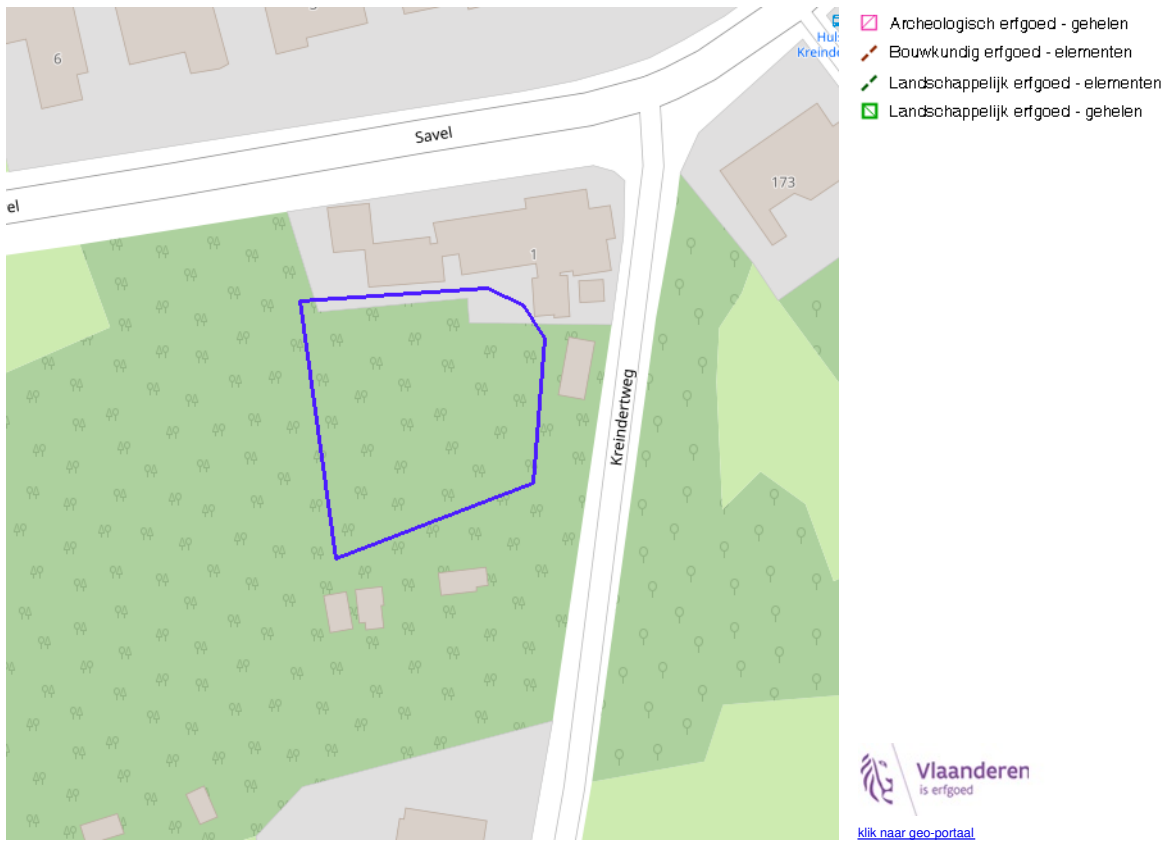 6
Savel
el
1
173
Kreindertweg
Archeologisch erfgoed - gehelen
Bouwkundig erfgoed - elementen
Landschappelijk erfgoed - elementen
Landschappelijk erfgoed - gehelen
Vlaanderen
is erfgoed
klik naar geo-portaal